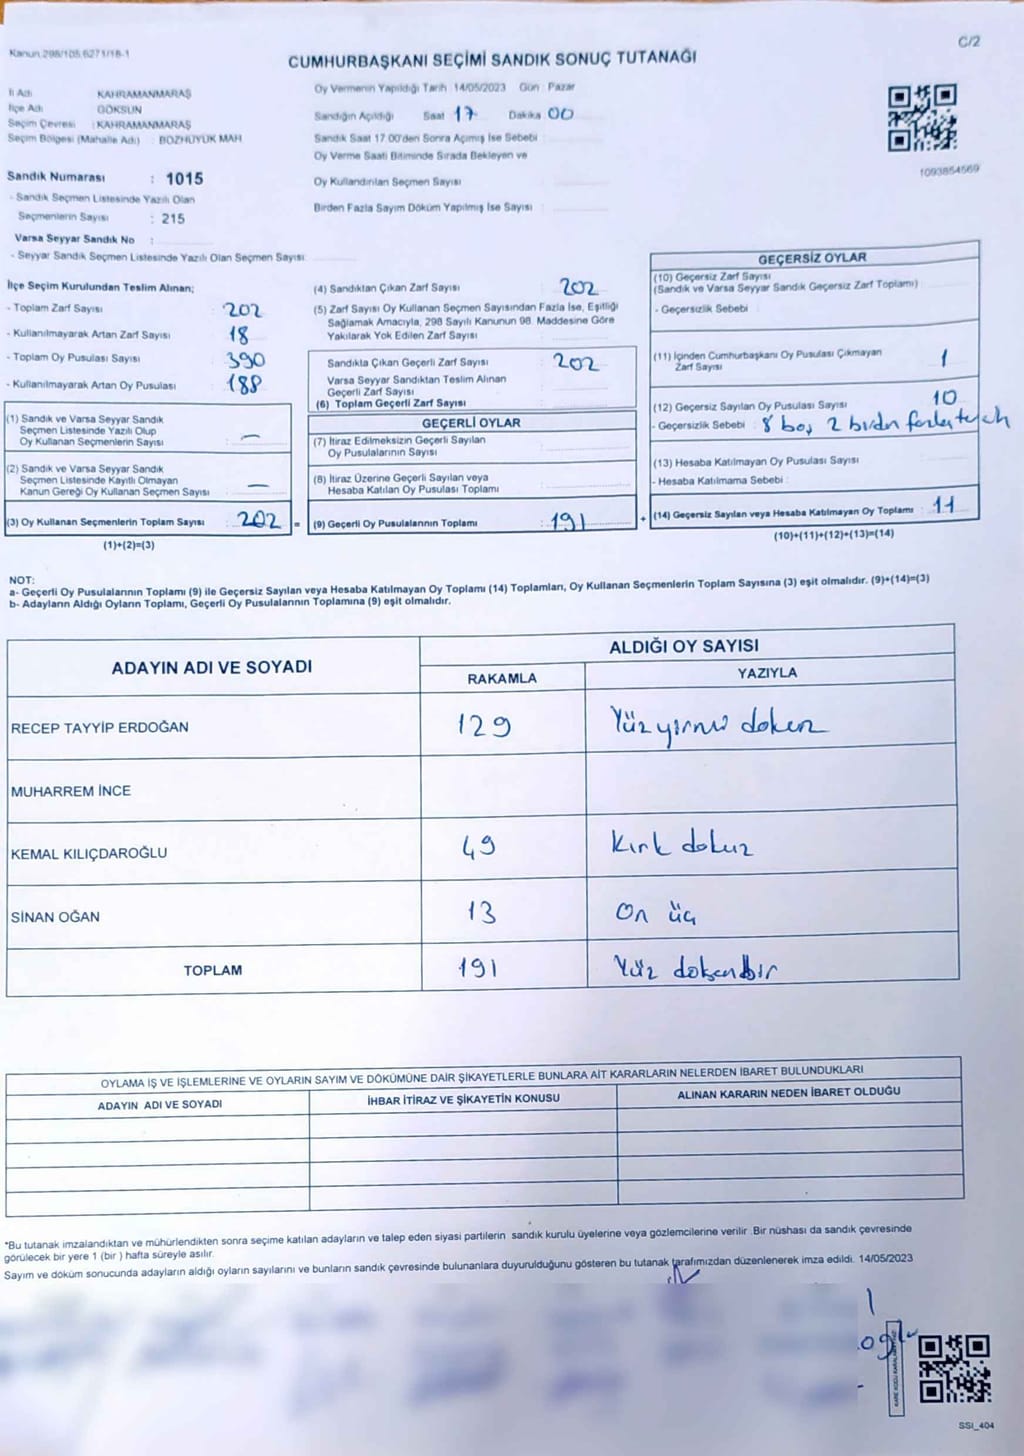 Kanun 298/105,6271/18-1
C/2
CUMHURBAŞKANI SEÇİMİ SANDIK SONUÇ TUTANAĞI
İl Adı KAHRAMANMARAŞ
İlçe Adı GÖKSUN
Seçim Çevresi : KAHRAMANMARAŞ
Seçim Bölgesi (Mahalle Adı) : BOZHÜYÜK MAH
Sandık Numarası : 1015
- Sandık Seçmen Listesinde Yazılı Olan
Seçmenlerin Sayısı : 215
Varsa Seyyar Sandık No :
- Seyyar Sandık Seçmen Listesinde Yazılı Olan Seçmen Sayısı:
Oy Vermenin Yapıldığı Tarih : 14/05/2023 Gün : Pazar
Sandığın Açıldığı Saat 17 Dakika 00
Sandık Saat 17 00'den Sonra Açımış İse Sebebi :
Oy Verme Saati Bitiminde Sırada Bekleyen ve
Oy Kullandırılan Seçmen Sayısı :
Birden Fazla Sayım Döküm Yapılmış İse Sayısı :
1093854569
İlçe Seçim Kurulundan Teslim Alınan;
- Toplam Zarf Sayısı : 202
- Kullanılmayarak Artan Zarf Sayısı : 18
- Toplam Oy Pusulası Sayısı : 390
- Kullanılmayarak Artan Oy Pusulası : 188
(1) Sandık ve Varsa Seyyar Sandık
Seçmen Listesinde Yazılı Olup
Oy Kullanan Seçmenlerin Sayısı : —
(2) Sandık ve Varsa Seyyar Sandık
Seçmen Listesinde Kayıtlı Olmayan
Kanun Gereği Oy Kullanan Seçmen Sayısı : —
(3) Oy Kullanan Seçmenlerin Toplam Sayısı : 202 =
(1)+(2)=(3)
(4) Sandıktan Çıkan Zarf Sayısı : 202
(5) Zarf Sayısı Oy Kullanan Seçmen Sayısından Fazla İse, Eşitliği
Sağlamak Amacıyla, 298 Sayılı Kanunun 98. Maddesine Göre
Yakılarak Yok Edilen Zarf Sayısı :
Sandıkta Çıkan Geçerli Zarf Sayısı : 202
Varsa Seyyar Sandıktan Teslim Alınan
Geçerli Zarf Sayısı :
(6) Toplam Geçerli Zarf Sayısı :
GEÇERLİ OYLAR
(7) İtiraz Edilmeksizin Geçerli Sayılan
Oy Pusulalarının Sayısı :
(8) İtiraz Üzerine Geçerli Sayılan veya
Hesaba Katılan Oy Pusulası Toplamı :
(9) Geçerli Oy Pusulalarının Toplamı : 191 +
GEÇERSİZ OYLAR
(10) Geçersiz Zarf Sayısı
(Sandık ve Varsa Seyyar Sandık Geçersiz Zarf Toplamı) :
- Geçersizlik Sebebi :
(11) İçinden Cumhurbaşkanı Oy Pusulası Çıkmayan
Zarf Sayısı : 1
(12) Geçersiz Sayılan Oy Pusulası Sayısı : 10
- Geçersizlik Sebebi : 8 boş 2 birden fazla
(13) Hesaba Katılmayan Oy Pusulası Sayısı :
- Hesaba Katılmama Sebebi :
(14) Geçersiz Sayılan veya Hesaba Katılmayan Oy Toplamı : 11
(10)+(11)+(12)+(13)=(14)
NOT:
a- Geçerli Oy Pusulalarının Toplamı (9) ile Geçersiz Sayılan veya Hesaba Katılmayan Oy Toplamı (14) Toplamları, Oy Kullanan Seçmenlerin Toplam Sayısına (3) eşit olmalıdır. (9)+(14)=(3)
b- Adayların Aldığı Oyların Toplamı, Geçerli Oy Pusulalarının Toplamına (9) eşit olmalıdır.
ADAYIN ADI VE SOYADI
ALDIĞI OY SAYISI
RAKAMLA YAZIYLA
RECEP TAYYİP ERDOĞAN 129 Yüz yirmi dokuz
MUHARREM İNCE
KEMAL KILIÇDAROĞLU 49 Kırk dokuz
SİNAN OĞAN 13 On üç
TOPLAM 191 Yüz doksanbir
OYLAMA İŞ VE İŞLEMLERİNE VE OYLARIN SAYIM VE DÖKÜMÜNE DAİR ŞİKAYETLERLE BUNLARA AİT KARARLARIN NELERDEN İBARET BULUNDUKLARI
ADAYIN ADI VE SOYADI İHBAR İTİRAZ VE ŞİKAYETİN KONUSU ALINAN KARARIN NEDEN İBARET OLDUĞU
*Bu tutanak imzalandıktan ve mühürlendikten sonra seçime katılan adayların ve talep eden siyasi partilerin sandık kurulu üyelerine veya gözlemcilerine verilir. Bir nüshası da sandık çevresinde
görülecek bir yere 1 (bir ) hafta süreyle asılır.
Sayım ve döküm sonucunda adayların aldığı oyların sayılarını ve bunların sandık çevresinde bulunanlara duyurulduğunu gösteren bu tutanak tarafımızdan düzenlenerek imza edildi. 14/05/2023
SSI_404